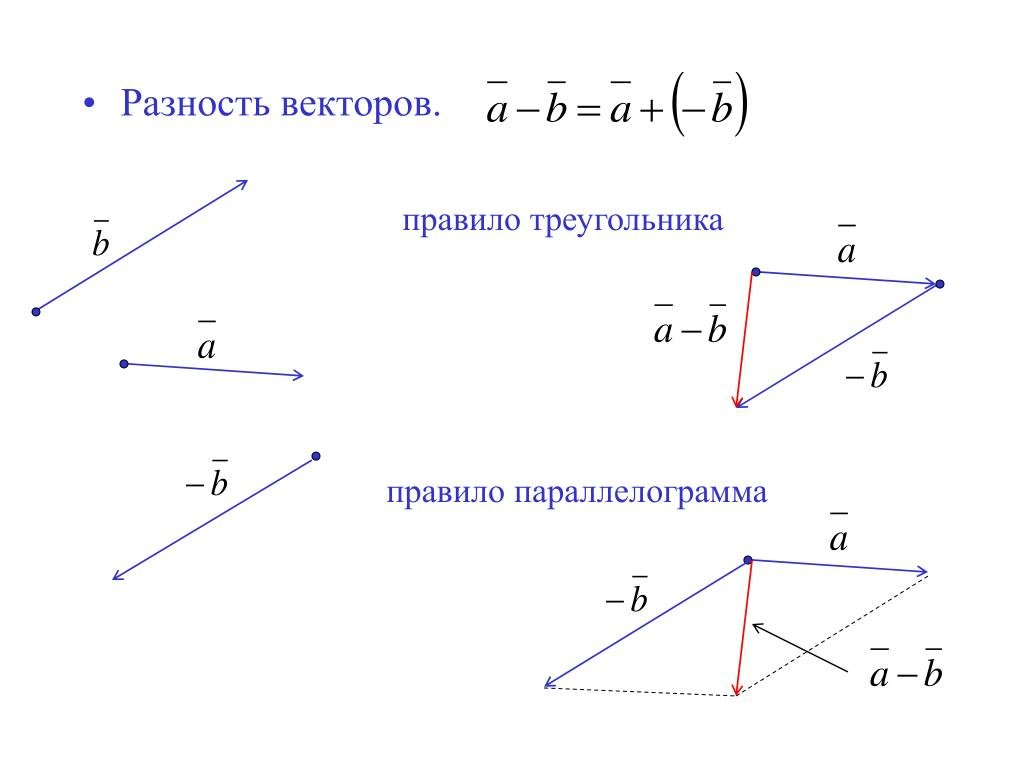 • Разность векторов. a̅ − b̅ = a̅ + (− b̅)
b̅
правило треугольника
a̅
a̅
a̅ − b̅
− b̅
− b̅
правило параллелограмма
a̅
− b̅
a̅ − b̅